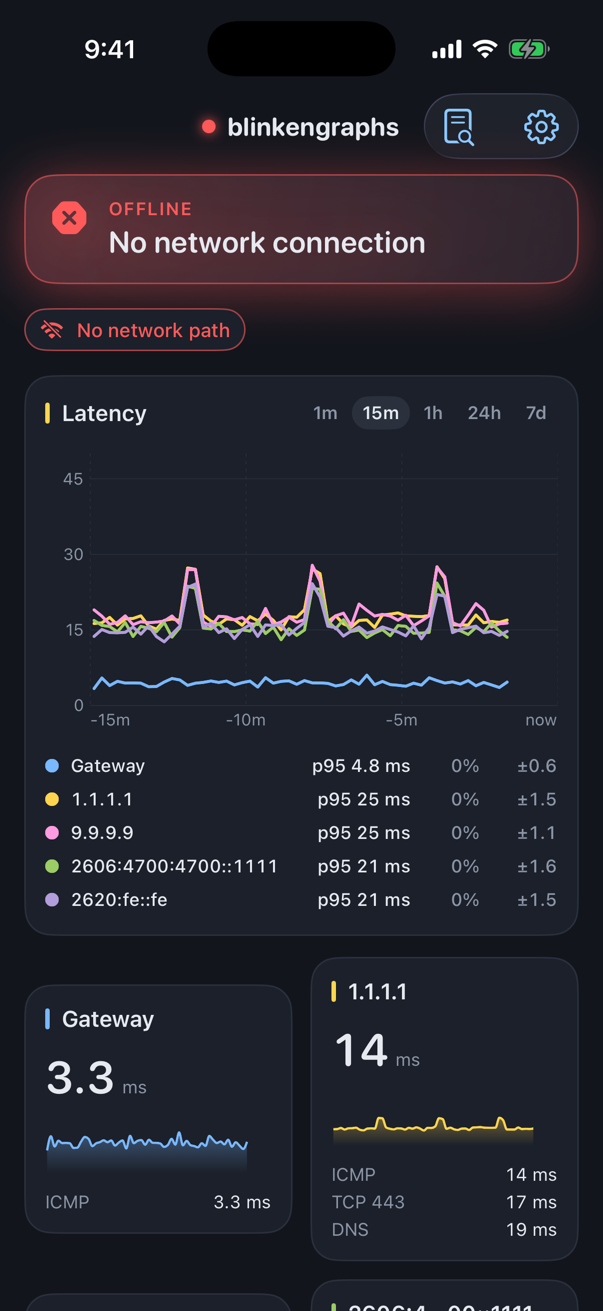 9:41
blinkengraphs
OFFLINE
No network connection
No network path
Latency
1m 15m 1h 24h 7d
45
30
15
0
-15m -10m -5m now
Gateway p95 4.8 ms 0% ±0.6
1.1.1.1 p95 25 ms 0% ±1.5
9.9.9.9 p95 25 ms 0% ±1.1
2606:4700:4700::1111 p95 21 ms 0% ±1.6
2620:fe::fe p95 21 ms 0% ±1.5
Gateway
3.3 ms
ICMP 3.3 ms
1.1.1.1
14 ms
ICMP 14 ms
TCP 443 17 ms
DNS 19 ms